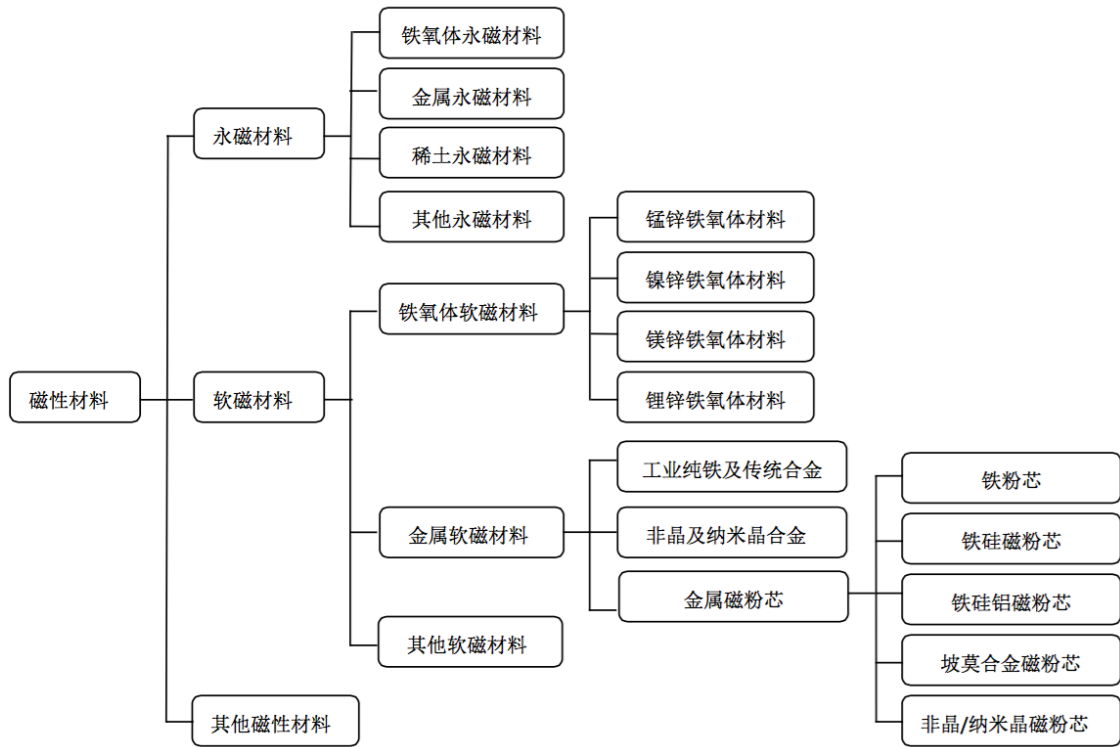 磁性材料
永磁材料
铁氧体永磁材料
金属永磁材料
稀土永磁材料
其他永磁材料
软磁材料
铁氧体软磁材料
锰锌铁氧体材料
镍锌铁氧体材料
镁锌铁氧体材料
锂锌铁氧体材料
金属软磁材料
工业纯铁及传统合金
非晶及纳米晶合金
金属磁粉芯
铁粉芯
铁硅磁粉芯
铁硅铝磁粉芯
坡莫合金磁粉芯
非晶/纳米晶磁粉芯
其他软磁材料
其他磁性材料